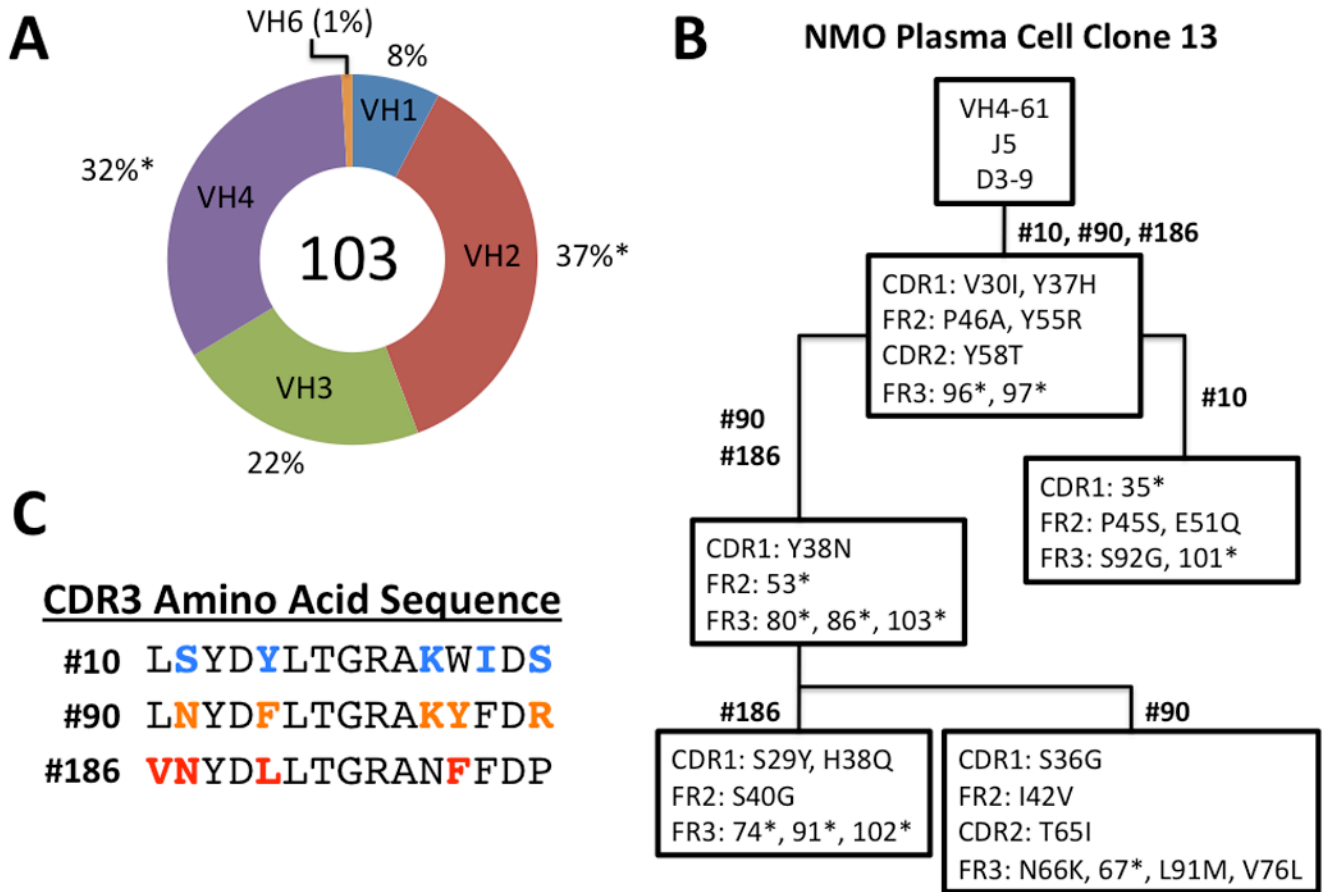 A
VH6 (1%)
8%
VH1
32%*
VH4
103
VH2
37%*
VH3
22%
B
NMO Plasma Cell Clone 13
VH4-61
J5
D3-9
#10, #90, #186
CDR1: V30I, Y37H
FR2: P46A, Y55R
CDR2: Y58T
FR3: 96*, 97*
#90
#186
#10
CDR1: 35*
FR2: P45S, E51Q
FR3: S92G, 101*
CDR1: Y38N
FR2: 53*
FR3: 80*, 86*, 103*
#186
#90
CDR1: S29Y, H38Q
FR2: S40G
FR3: 74*, 91*, 102*
CDR1: S36G
FR2: I42V
CDR2: T65I
FR3: N66K, 67*, L91M, V76L
C
CDR3 Amino Acid Sequence
#10 LSYDYLTGRAKWIDS
#90 LNYDFLTGRAKYFDR
#186 VNYDLLTGRANFFDP